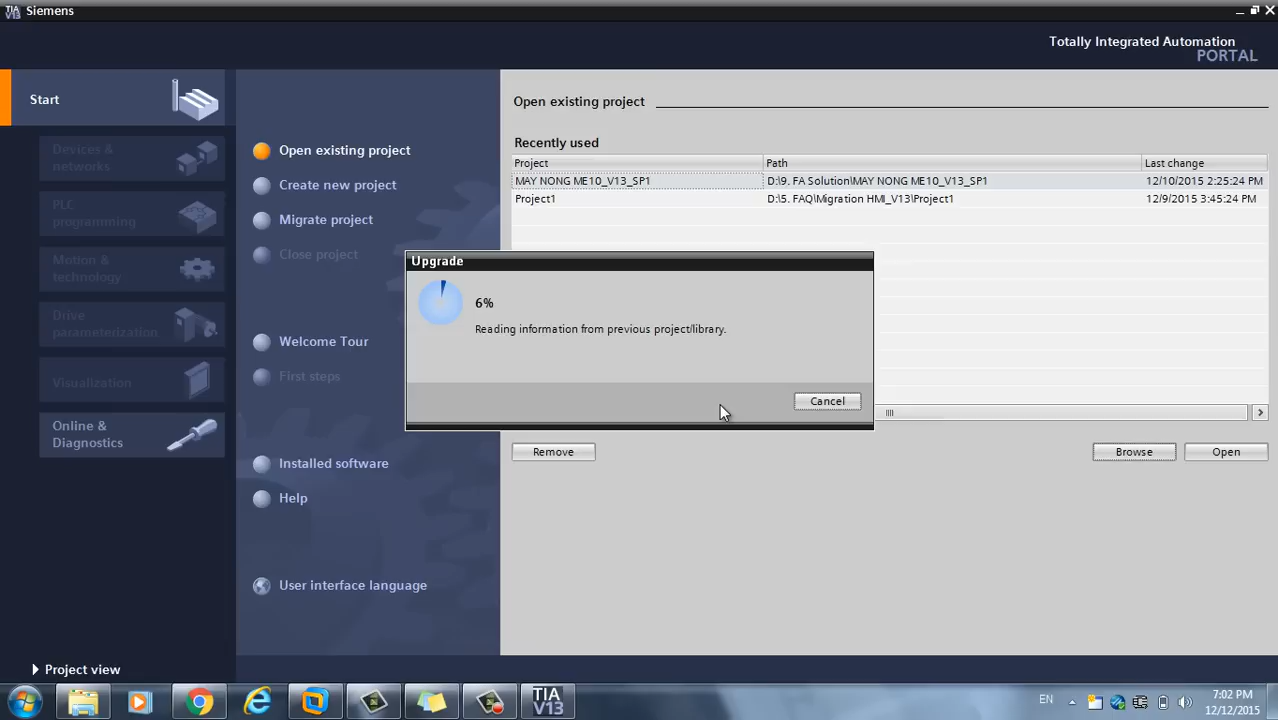 TIA
V13
Siemens
Totally Integrated Automation
PORTAL
Start
Devices &
networks
PLC
programming
Motion &
technology
Drive
parameterization
Visualization
Online &
Diagnostics
Project view
Open existing project
Create new project
Migrate project
Close project
Welcome Tour
First steps
Installed software
Help
User interface language
Open existing project
Recently used
Project Path Last change
MAY NONG ME10_V13_SP1 D:\9. FA Solution\MAY NONG ME10_V13_SP1 12/10/2015 2:25:24 PM
Project1 D:\5. FAQ\Migration HMI_V13\Project1 12/9/2015 3:45:24 PM
Upgrade
6%
Reading information from previous project/library.
Cancel
Remove Browse Open
TIA
V13
EN
7:02 PM
12/12/2015